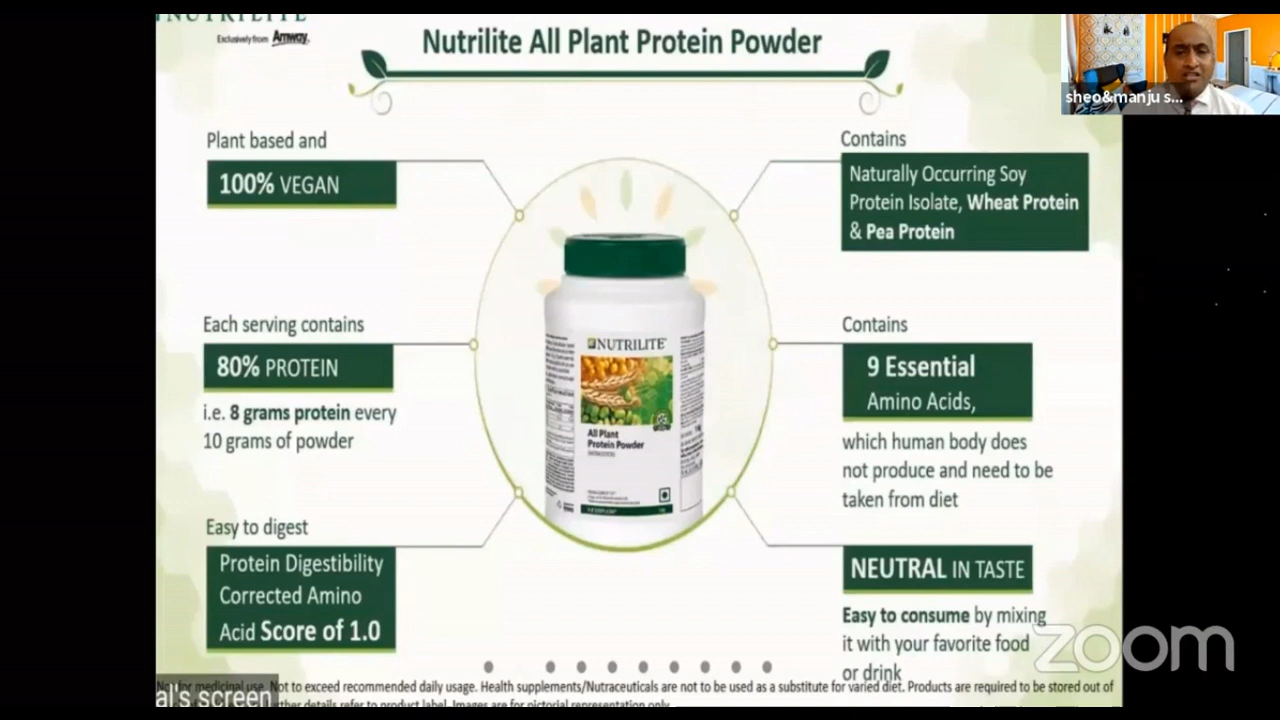 NUTRILITE
Exclusively from Amway
Nutrilite All Plant Protein Powder
sheo&manju s...
Plant based and
100% VEGAN
Each serving contains
80% PROTEIN
i.e. 8 grams protein every
10 grams of powder
Easy to digest
Protein Digestibility
Corrected Amino
Acid Score of 1.0
NUTRILITE
All Plant
Protein Powder
Contains
Naturally Occurring Soy
Protein Isolate, Wheat Protein
& Pea Protein
Contains
9 Essential
Amino Acids,
which human body does
not produce and need to be
taken from diet
NEUTRAL IN TASTE
Easy to consume by mixing
it with your favorite food
or drink
zoom
Not for medicinal use. Not to exceed recommended daily usage. Health supplements/Nutraceuticals are not to be used as a substitute for varied diet. Products are required to be stored out of
further details refer to product label. Images are for pictorial representation only.
al's screen